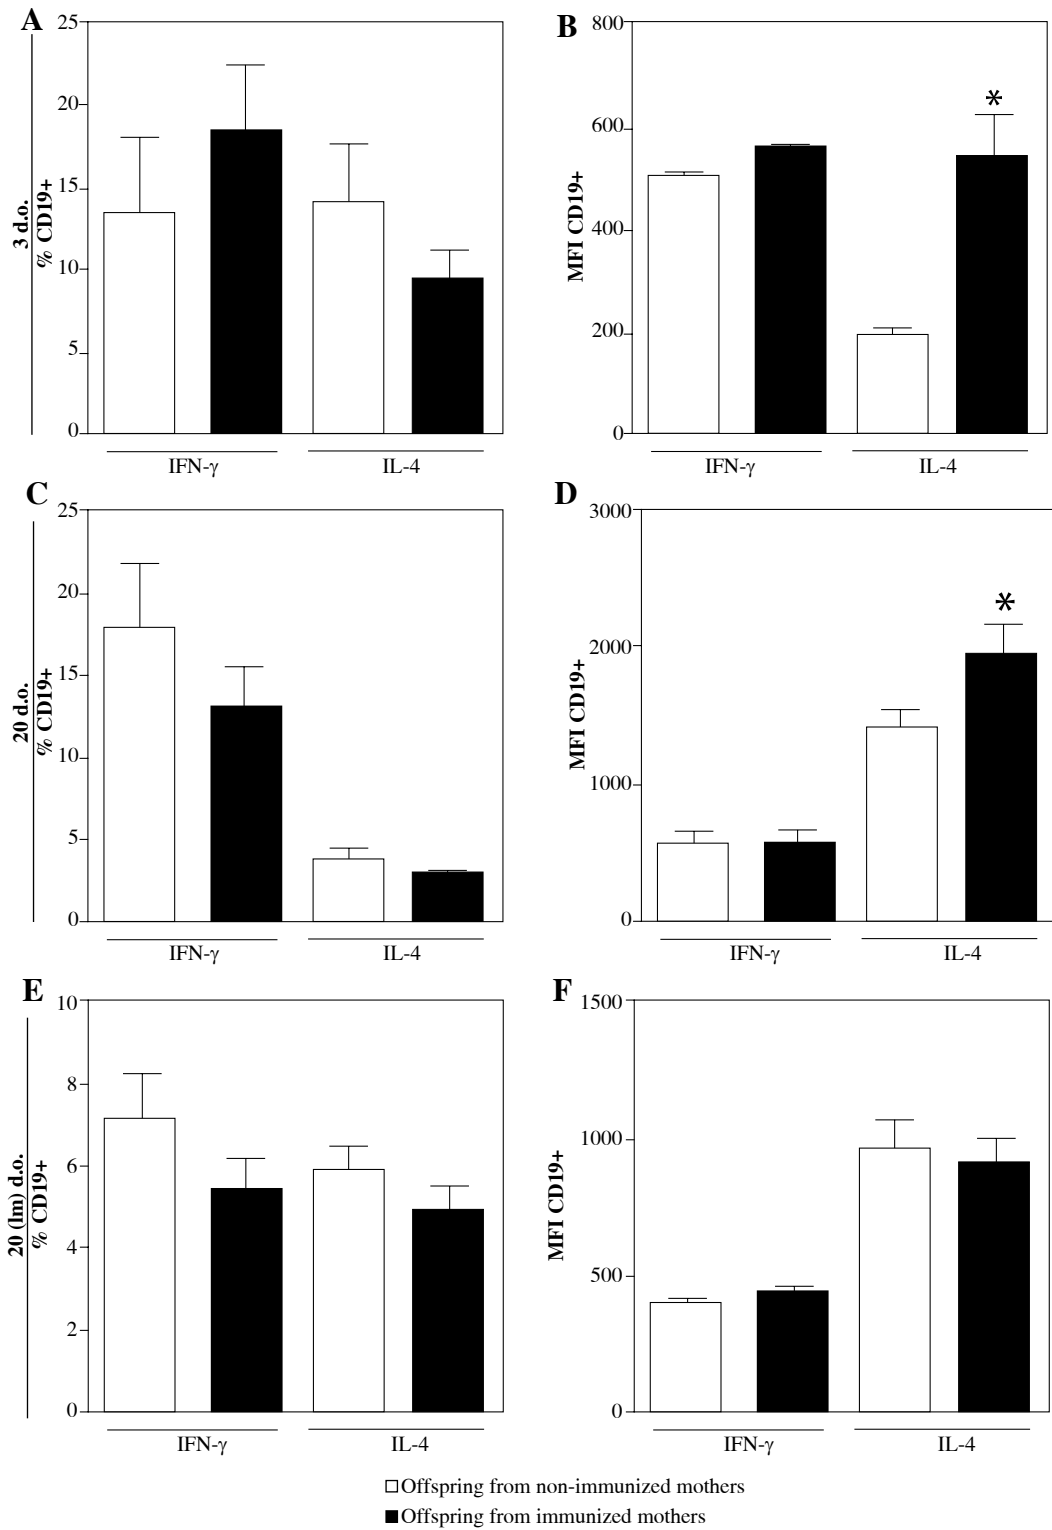 A
25
20
15
10
5
0
3 d.o.
% CD19+
IFN-γ
IL-4
B
800
600
400
200
0
MFI CD19+
*
IFN-γ
IL-4
C
25
20
15
10
5
0
20 d.o.
% CD19+
IFN-γ
IL-4
D
3000
2000
1000
0
MFI CD19+
*
IFN-γ
IL-4
E
10
8
6
4
2
0
20 (Im) d.o.
% CD19+
IFN-γ
IL-4
F
1500
1000
500
0
MFI CD19+
IFN-γ
IL-4
Offspring from non-immunized mothers
Offspring from immunized mothers